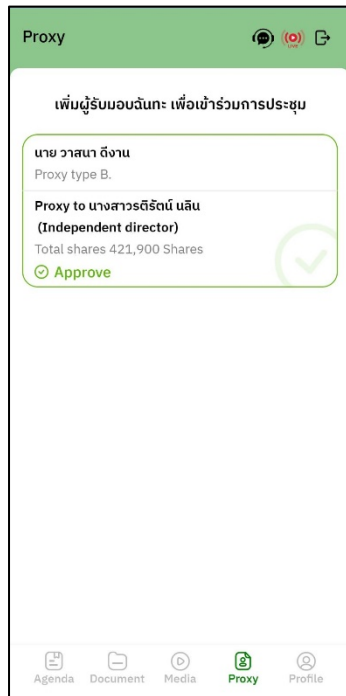 Proxy
LIVE
เพิ่มผู้รับมอบฉันทะ เพื่อเข้าร่วมการประชุม
นาย วาสนา ดีงาน
Proxy type B.
Proxy to นางสาวรติรัตน์ นลิน
(Independent director)
Total shares 421,900 Shares
Approve
Agenda Document Media Proxy Profile